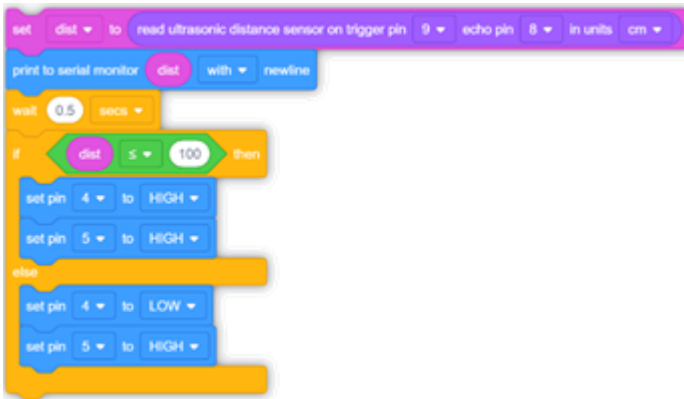 set dist to read ultrasonic distance sensor on trigger pin 9 echo pin 8 in units cm
print to serial monitor dist with newline
wait 0.5 secs
if dist ≤ 100 then
set pin 4 to HIGH
set pin 5 to HIGH
else
set pin 4 to LOW
set pin 5 to HIGH